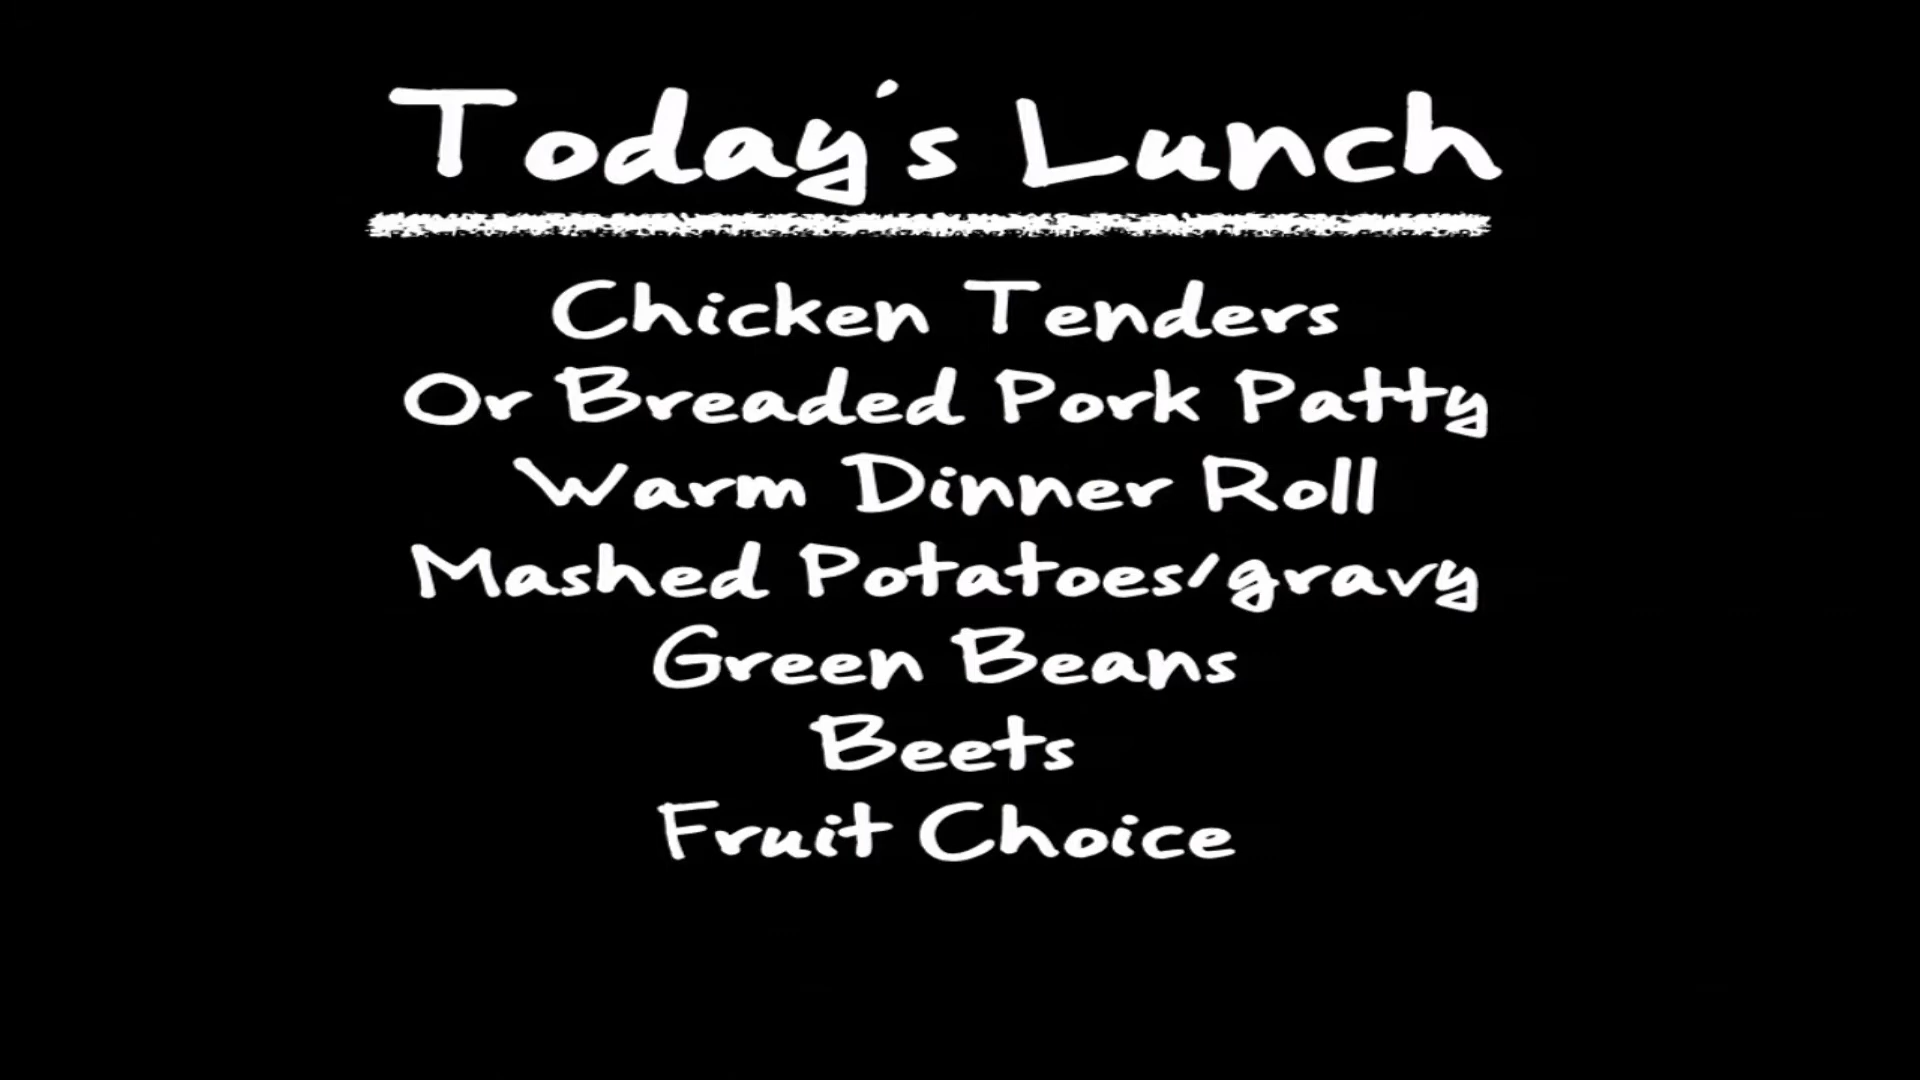 Today's Lunch
Chicken Tenders
Or Breaded Pork Patty
Warm Dinner Roll
Mashed Potatoes/gravy
Green Beans
Beets
Fruit Choice